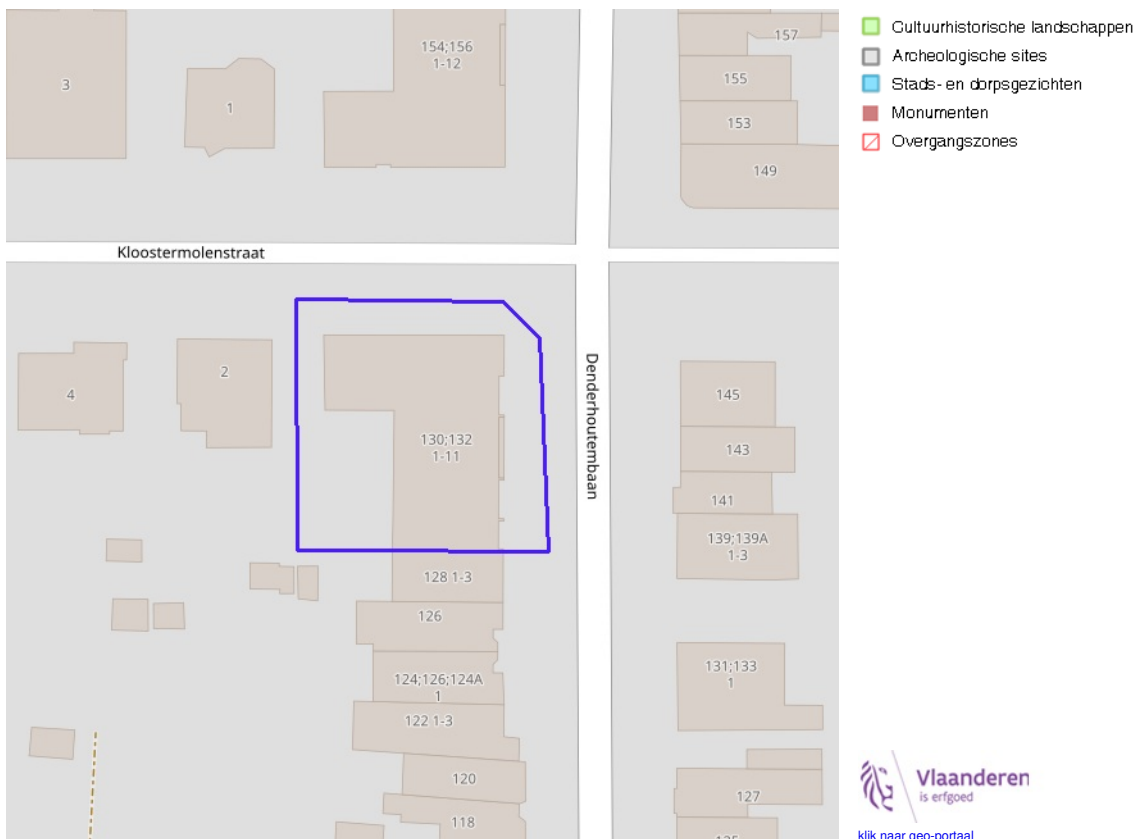 154;156
1-12
157
155
153
149
3
1
Kloostermolenstraat
Denderhoutembaan
4
2
130;132
1-11
145
143
141
139;139A
1-3
128 1-3
126
124;126;124A
1
122 1-3
120
118
131;133
1
127
Cultuurhistorische landschappen
Archeologische sites
Stads- en dorpsgezichten
Monumenten
Overgangszones
Vlaanderen
is erfgoed
klik naar geo-portaal